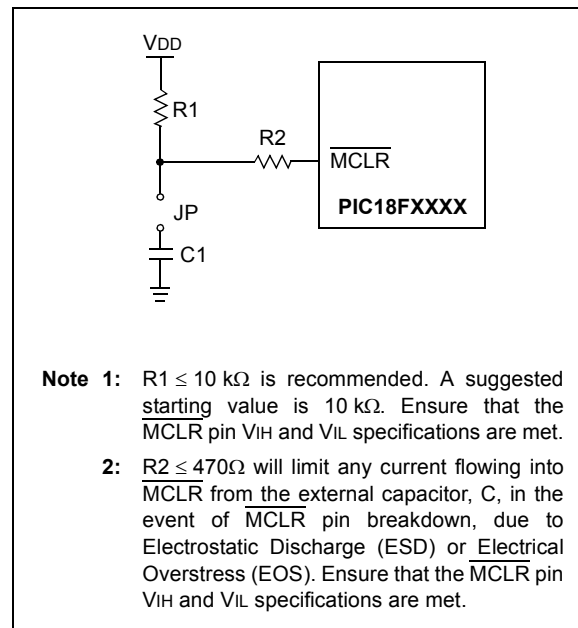 VDD
R1
R2
MCLR
JP
PIC18FXXXX
C1
Note 1: R1 ≤ 10 kΩ is recommended. A suggested
starting value is 10 kΩ. Ensure that the
MCLR pin VIH and VIL specifications are met.
2: R2 ≤ 470Ω will limit any current flowing into
MCLR from the external capacitor, C, in the
event of MCLR pin breakdown, due to
Electrostatic Discharge (ESD) or Electrical
Overstress (EOS). Ensure that the MCLR pin
VIH and VIL specifications are met.